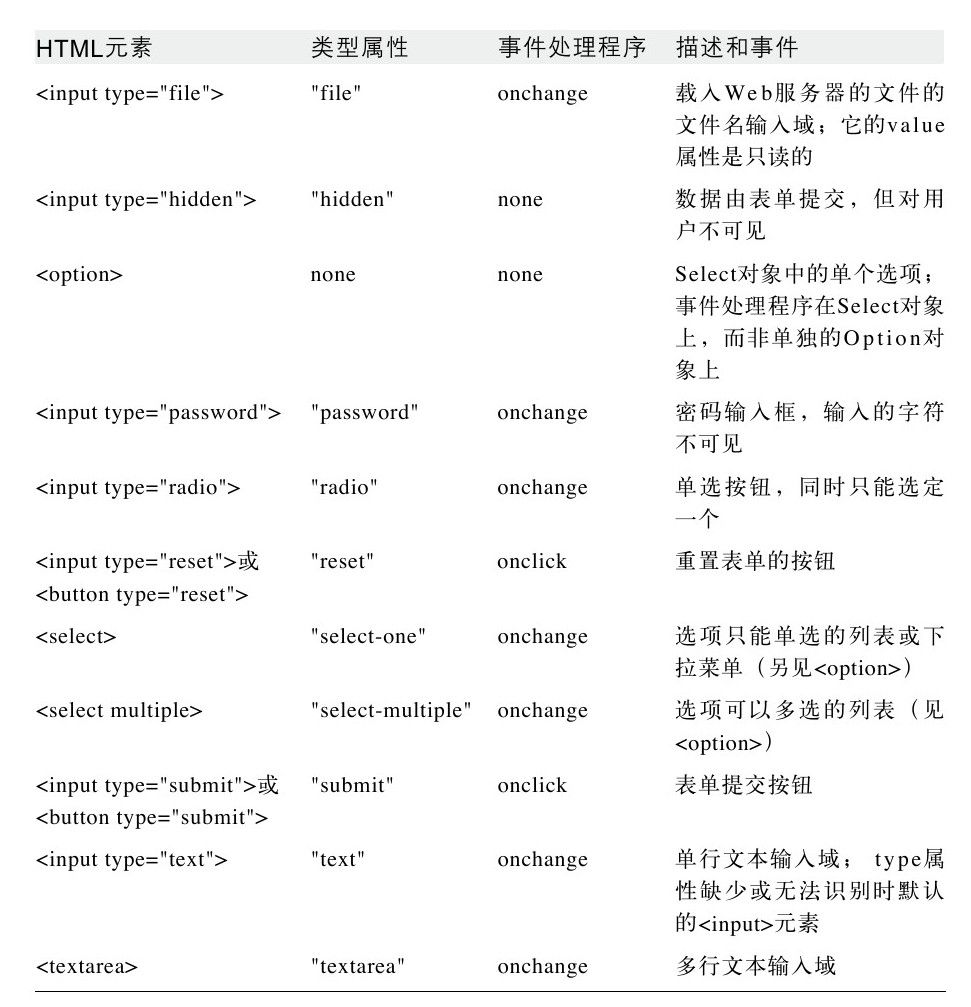 HTML元素 类型属性 事件处理程序 描述和事件
<input type="file"> "file" onchange 载入Web服务器的文件的
文件名输入域；它的value
属性是只读的
<input type="hidden"> "hidden" none 数据由表单提交，但对用
户不可见
<option> none none Select对象中的单个选项；
事件处理程序在Select对象
上，而非单独的Option对
象上
<input type="password"> "password" onchange 密码输入框，输入的字符
不可见
<input type="radio"> "radio" onchange 单选按钮，同时只能选定
一个
<input type="reset">或 "reset" onclick 重置表单的按钮
<button type="reset">
<select> "select-one" onchange 选项只能单选的列表或下
拉菜单（另见<option>）
<select multiple> "select-multiple" onchange 选项可以多选的列表（见
<option>）
<input type="submit">或 "submit" onclick 表单提交按钮
<button type="submit">
<input type="text"> "text" onchange 单行文本输入域； type属
性缺少或无法识别时默认
的<input>元素
<textarea> "textarea" onchange 多行文本输入域